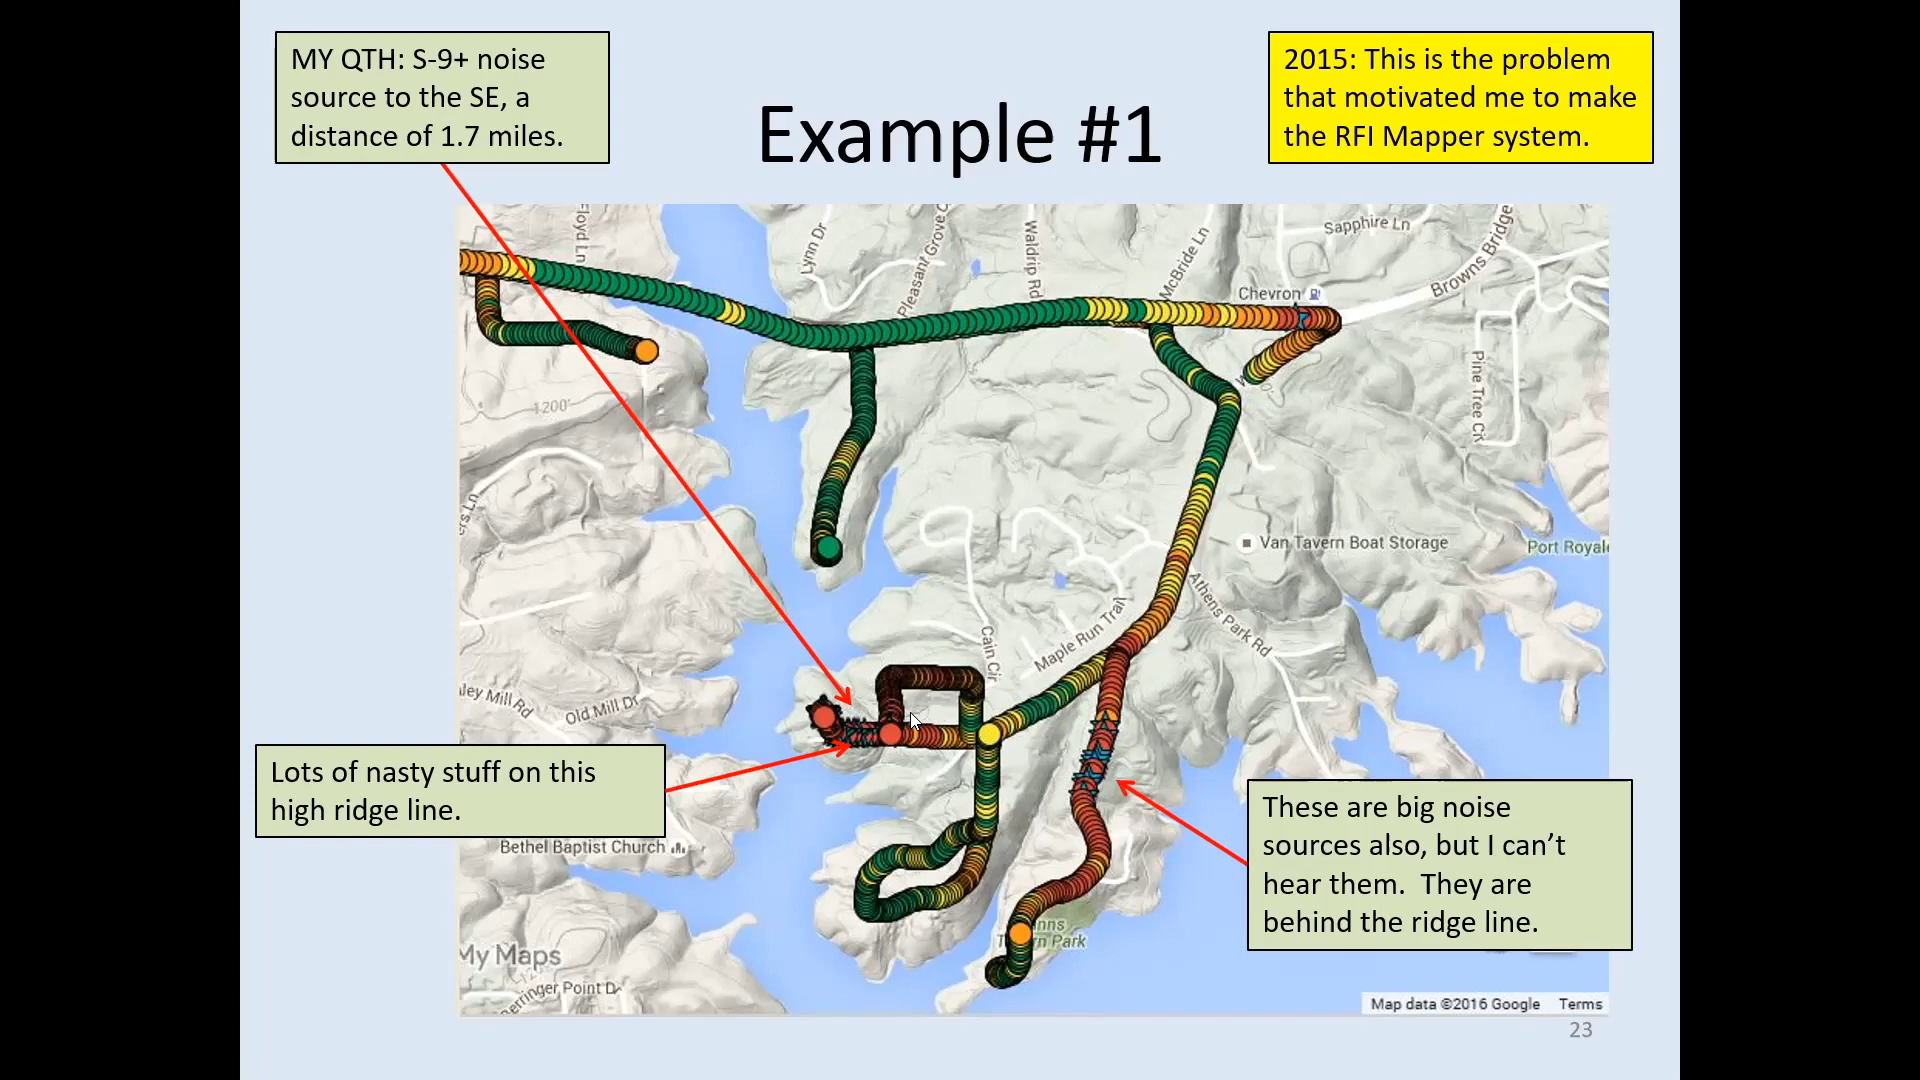 MY QTH: S-9+ noise
source to the SE, a
distance of 1.7 miles.
Example #1
2015: This is the problem
that motivated me to make
the RFI Mapper system.
Floyd Ln
Lynn Dr
Pleasant Grove
Waldrip Rd
McBride Ln
Sapphire Ln
Browns Bridge
Chevron
1200'
Pine Tree Cir
Van Tavern Boat Storage
Port Royale
Athens Park Rd
Maple Run Trail
Cain Cir
Old Mill Dr
Lots of nasty stuff on this
high ridge line.
Bethel Baptist Church
These are big noise
sources also, but I can't
hear them. They are
behind the ridge line.
Park
My Maps
Point Dr
Map data ©2016 Google
Terms
23